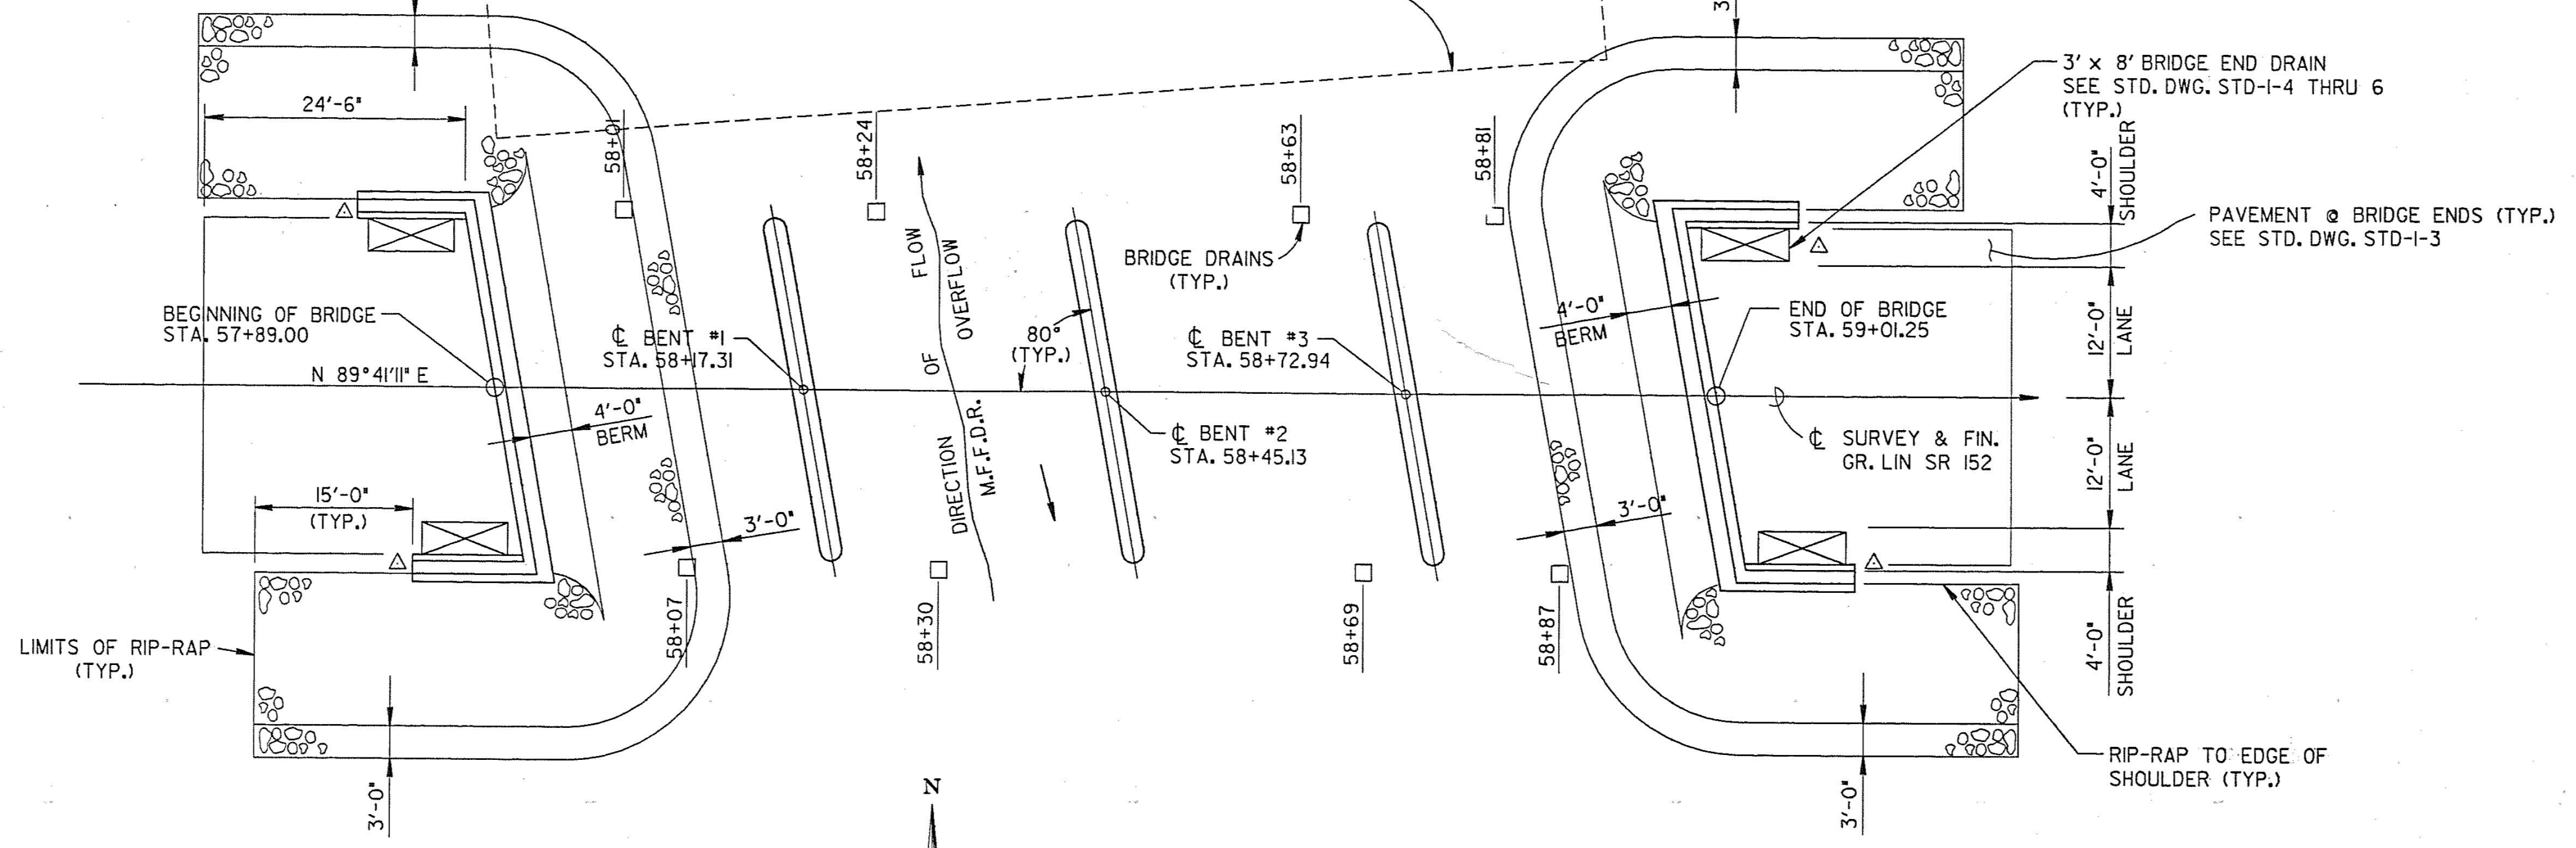 3
3' x 8' BRIDGE END DRAIN
SEE STD. DWG. STD-1-4 THRU 6
(TYP.)
24'-6"
58+01
58+24
58+63
58+81
4'-0"
SHOULDER
PAVEMENT @ BRIDGE ENDS (TYP.)
SEE STD. DWG. STD-1-3
FLOW
OVERFLOW
BRIDGE DRAINS
(TYP.)
BEGINNING OF BRIDGE
STA. 57+89.00
℄ BENT #1
STA. 58+17.31
OF
80°
(TYP.)
℄ BENT #3
STA. 58+72.94
4'-0"
BERM
END OF BRIDGE
STA. 59+01.25
12'-0"
LANE
N 89°41'11" E
4'-0"
BERM
DIRECTION
M.F.F.D.R.
℄ BENT #2
STA. 58+45.13
℄ SURVEY & FIN.
GR. LIN SR 152
12'-0"
LANE
15'-0"
(TYP.)
3'-0"
3'-0"
58+07
58+30
58+69
58+87
4'-0"
SHOULDER
LIMITS OF RIP-RAP
(TYP.)
RIP-RAP TO EDGE OF
SHOULDER (TYP.)
3'-0"
N
3'-0"